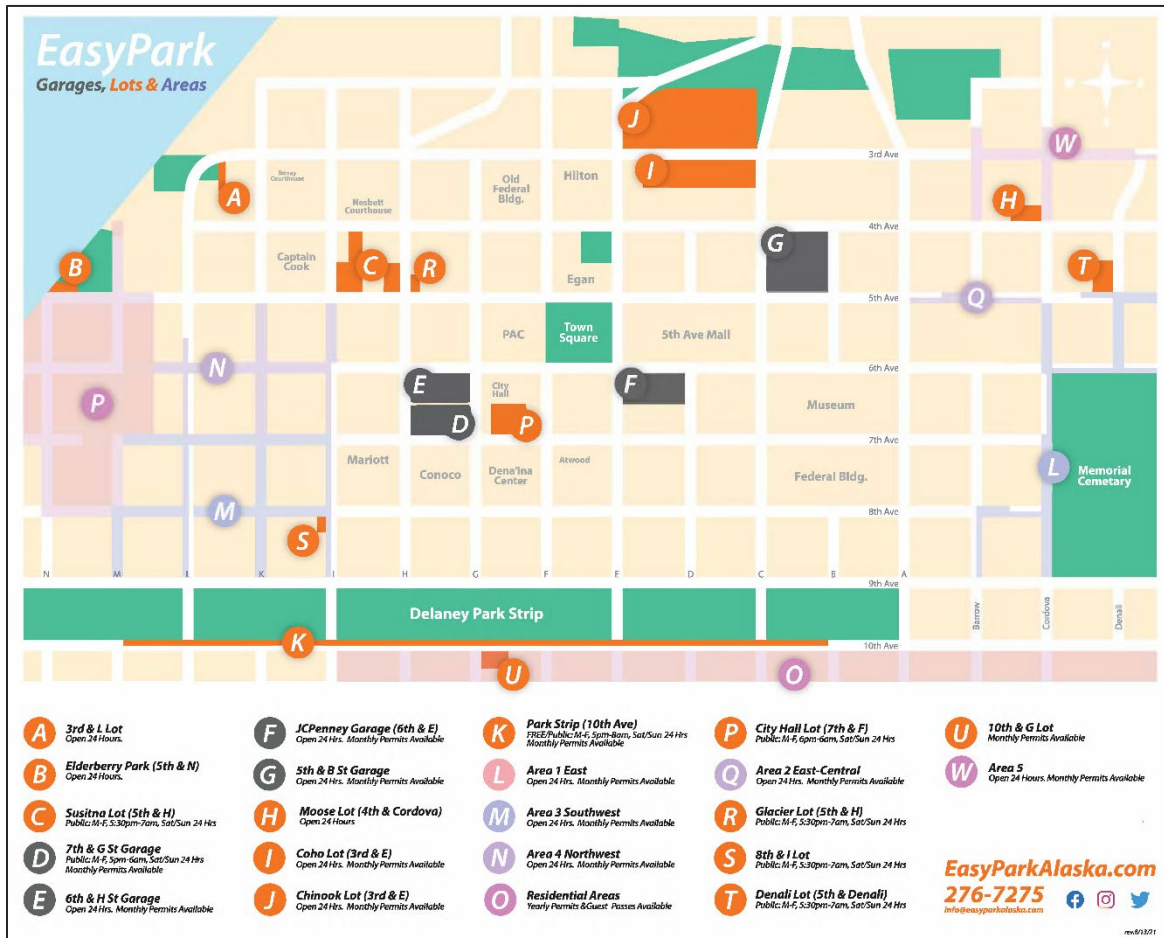 EasyPark
Garages, Lots & Areas
J
W
3rd Ave
I
Boney
Courthouse
Old
Federal
Bldg.
Hilton
A
Nesbett
Courthouse
H
4th Ave
G
B
Captain
Cook
C
R
Egan
T
5th Ave
Q
PAC
Town
Square
5th Ave Mall
N
6th Ave
E
City
Hall
F
P
D
P
Museum
7th Ave
Mariott
Conoco
Dena'ina
Center
Atwood
Federal Bldg.
L
Memorial
Cemetary
M
8th Ave
S
N M L K I H G F E D C B A
9th Ave
Delaney Park Strip
Barrow
Cordova
Denali
K
10th Ave
U
O
A 3rd & L Lot
Open 24 Hours.
B Elderberry Park (5th & N)
Open 24 Hours.
C Susitna Lot (5th & H)
Public: M-F, 5:30pm-7am, Sat/Sun 24 Hrs
D 7th & G St Garage
Public: M-F, 5pm-6am, Sat/Sun 24 Hrs
Monthly Permits Available
E 6th & H St Garage
Open 24 Hrs. Monthly Permits Available
F JCPenney Garage (6th & E)
Open 24 Hrs. Monthly Permits Available
G 5th & B St Garage
Open 24 Hrs. Monthly Permits Available
H Moose Lot (4th & Cordova)
Open 24 Hours
I Coho Lot (3rd & E)
Open 24 Hrs. Monthly Permits Available
J Chinook Lot (3rd & E)
Open 24 Hrs. Monthly Permits Available
K Park Strip (10th Ave)
FREE/Public: M-F, 5pm-8am, Sat/Sun 24 Hrs
Monthly Permits Available
L Area 1 East
Open 24 Hrs. Monthly Permits Available
M Area 3 Southwest
Open 24 Hrs. Monthly Permits Available
N Area 4 Northwest
Open 24 Hrs. Monthly Permits Available
O Residential Areas
Yearly Permits & Guest Passes Available
P City Hall Lot (7th & F)
Public: M-F, 6pm-6am, Sat/Sun 24 Hrs
Q Area 2 East-Central
Open 24 Hrs. Monthly Permits Available
R Glacier Lot (5th & H)
Public: M-F, 5:30pm-7am, Sat/Sun 24 Hrs
S 8th & I Lot
Public: M-F, 5:30pm-7am, Sat/Sun 24 Hrs
T Denali Lot (5th & Denali)
Public: M-F, 5:30pm-7am, Sat/Sun 24 Hrs
U 10th & G Lot
Monthly Permits Available
W Area 5
Open 24 Hours. Monthly Permits Available
EasyParkAlaska.com
276-7275
info@easyparkalaska.com
rev.8/13/21